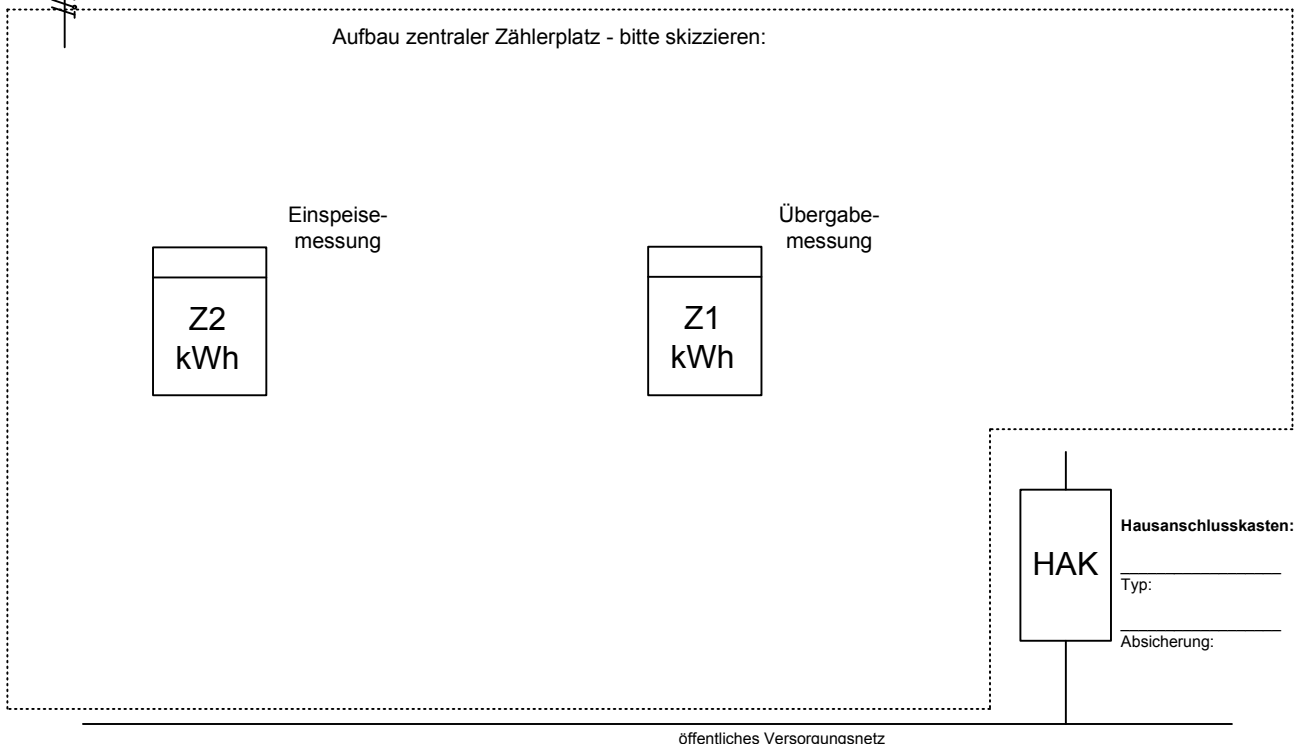 Aufbau zentraler Zählerplatz - bitte skizzieren:
Einspeise-
messung
Z2
kWh
Übergabe-
messung
Z1
kWh
HAK
Hausanschlusskasten:
Typ:
Absicherung:
öffentliches Versorgungsnetz